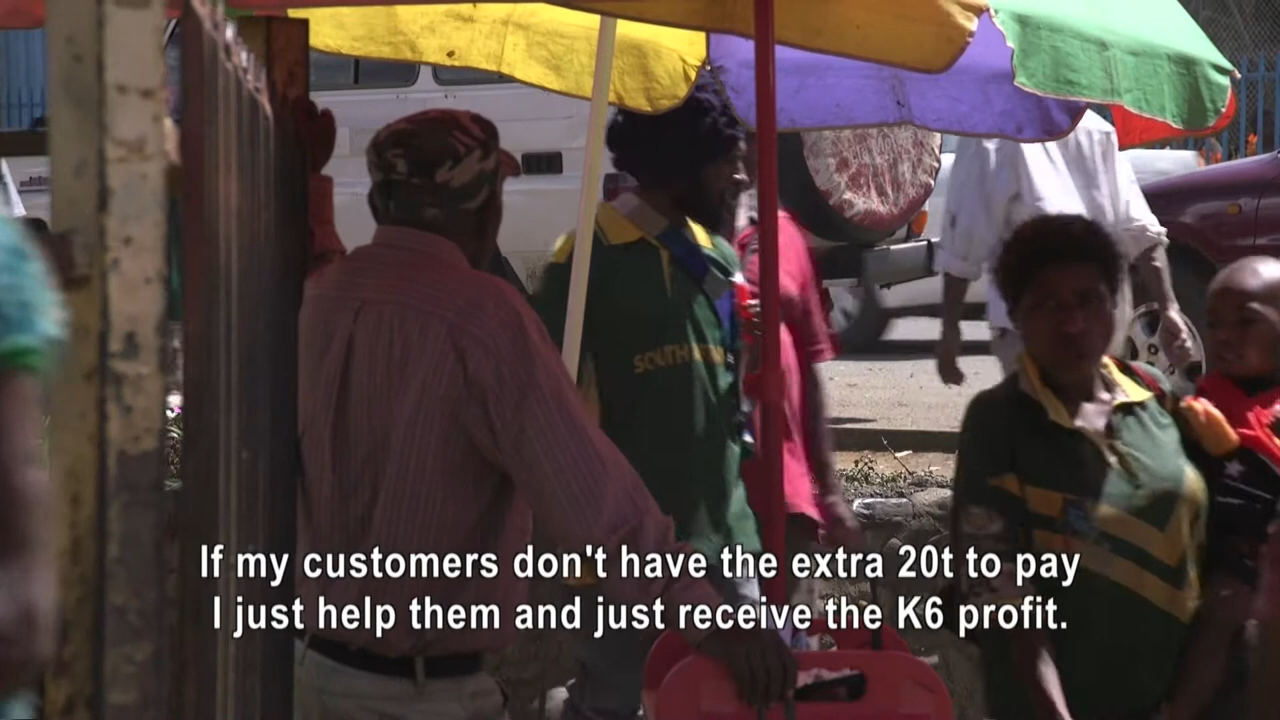 SOUTH
If my customers don't have the extra 20t to pay
I just help them and just receive the K6 profit.